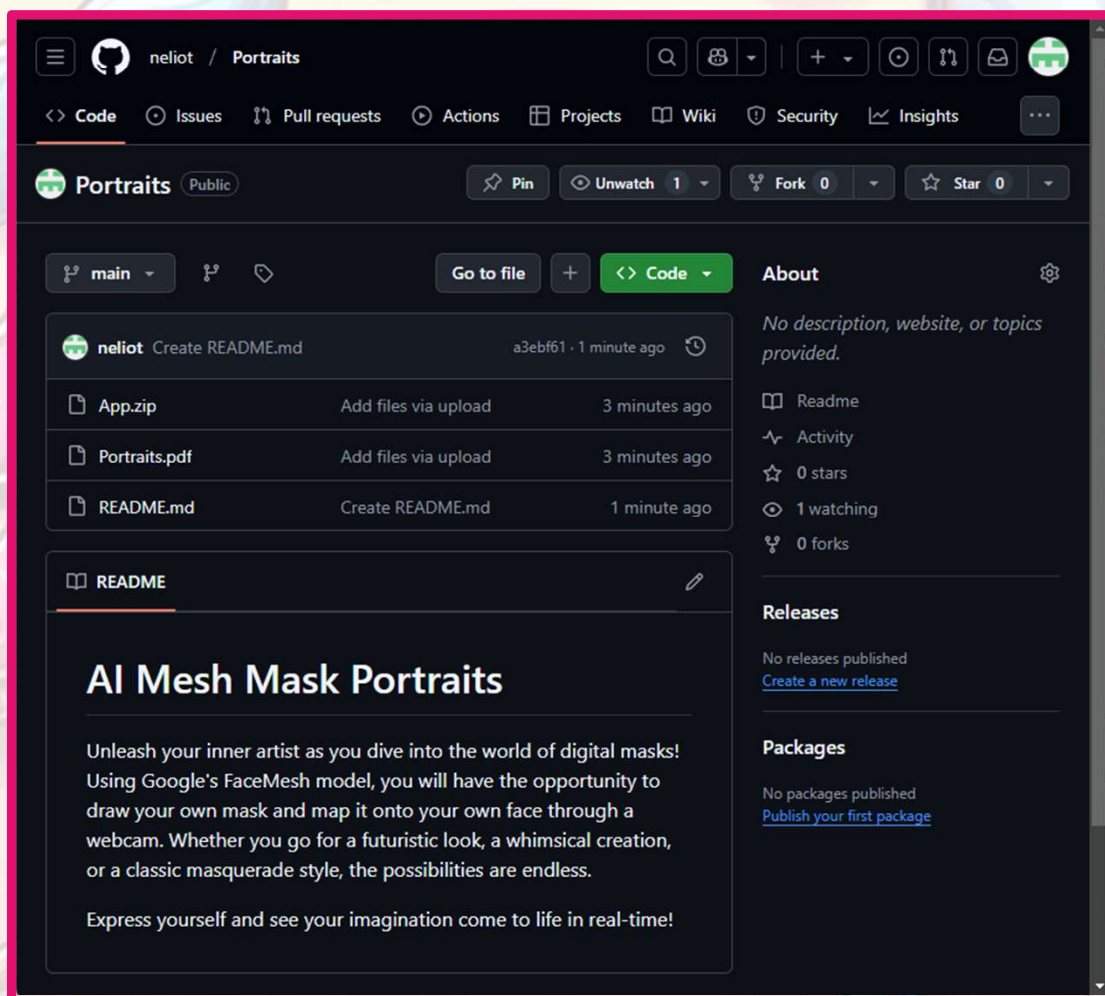 neliot / Portraits
Code Issues Pull requests Actions Projects Wiki Security Insights
Portraits Public Pin Unwatch 1 Fork 0 Star 0
main Go to file Code
neliot Create README.md a3ebf61 · 1 minute ago
App.zip Add files via upload 3 minutes ago
Portraits.pdf Add files via upload 3 minutes ago
README.md Create README.md 1 minute ago
README
AI Mesh Mask Portraits
Unleash your inner artist as you dive into the world of digital masks!
Using Google's FaceMesh model, you will have the opportunity to
draw your own mask and map it onto your own face through a
webcam. Whether you go for a futuristic look, a whimsical creation,
or a classic masquerade style, the possibilities are endless.
Express yourself and see your imagination come to life in real-time!
About
No description, website, or topics
provided.
Readme
Activity
0 stars
1 watching
0 forks
Releases
No releases published
Create a new release
Packages
No packages published
Publish your first package